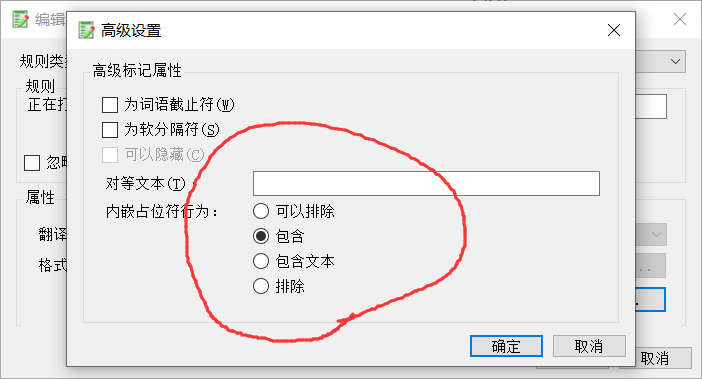 编辑
高级设置
规则类
高级标记属性
规则
正在打
为词语截止符(W)
为软分隔符(S)
可以隐藏(C)
忽略
对等文本(T):
属性
内嵌占位符行为:
可以排除
翻译
包含
格式
包含文本
排除
确定
取消
取消